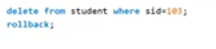 delete from student where sid=103;
rollback;